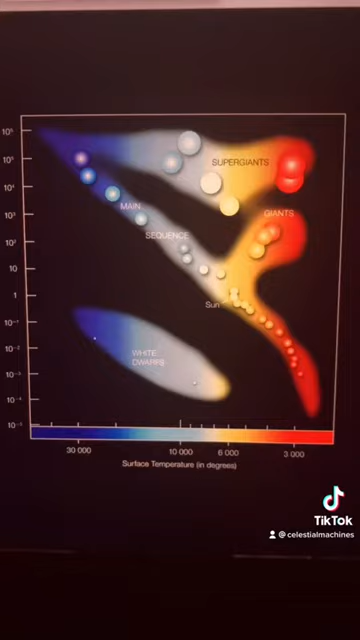 10⁶
10⁵
10⁴
10³
10²
10
1
10⁻¹
10⁻²
10⁻³
10⁻⁴
10⁻⁵
SUPERGIANTS
GIANTS
MAIN
SEQUENCE
Sun
WHITE
DWARFS
30 000
10 000
6 000
3 000
Surface Temperature (in degrees)
TikTok
@celestialmachines